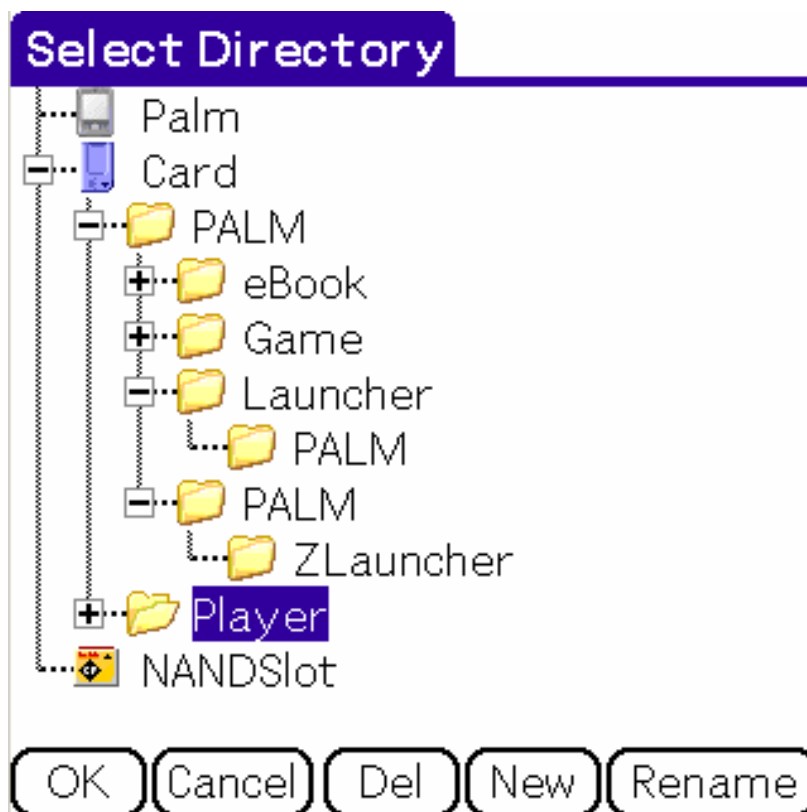 Select Directory
Palm
Card
PALM
eBook
Game
Launcher
PALM
PALM
ZLauncher
Player
NANDSlot
OK Cancel Del New Rename